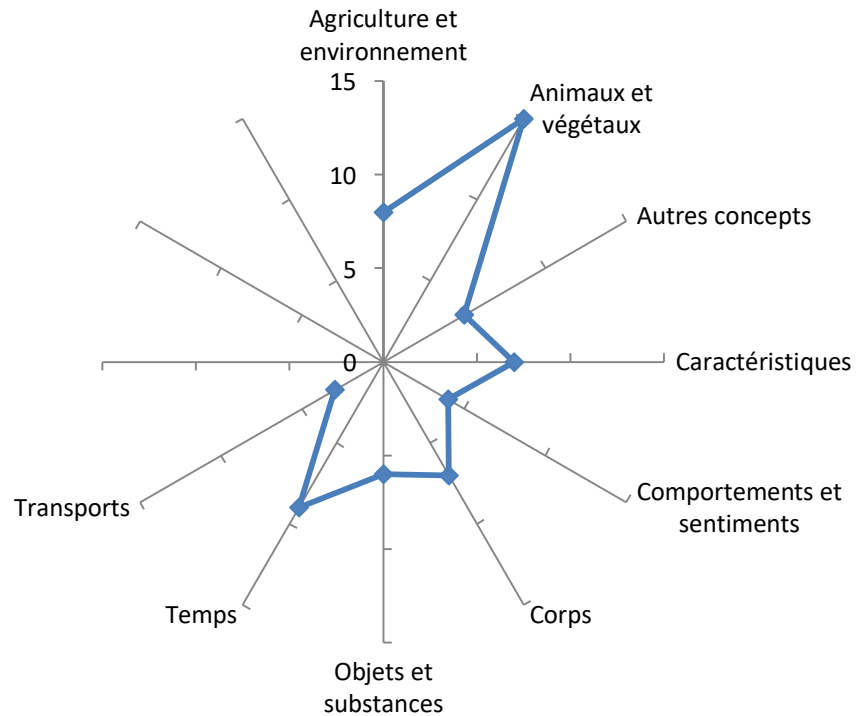 Agriculture et
environnement
15
Animaux et
végétaux
10
Autres concepts
5
0
Caractéristiques
Comportements et
sentiments
Transports
Temps
Corps
Objets et
substances